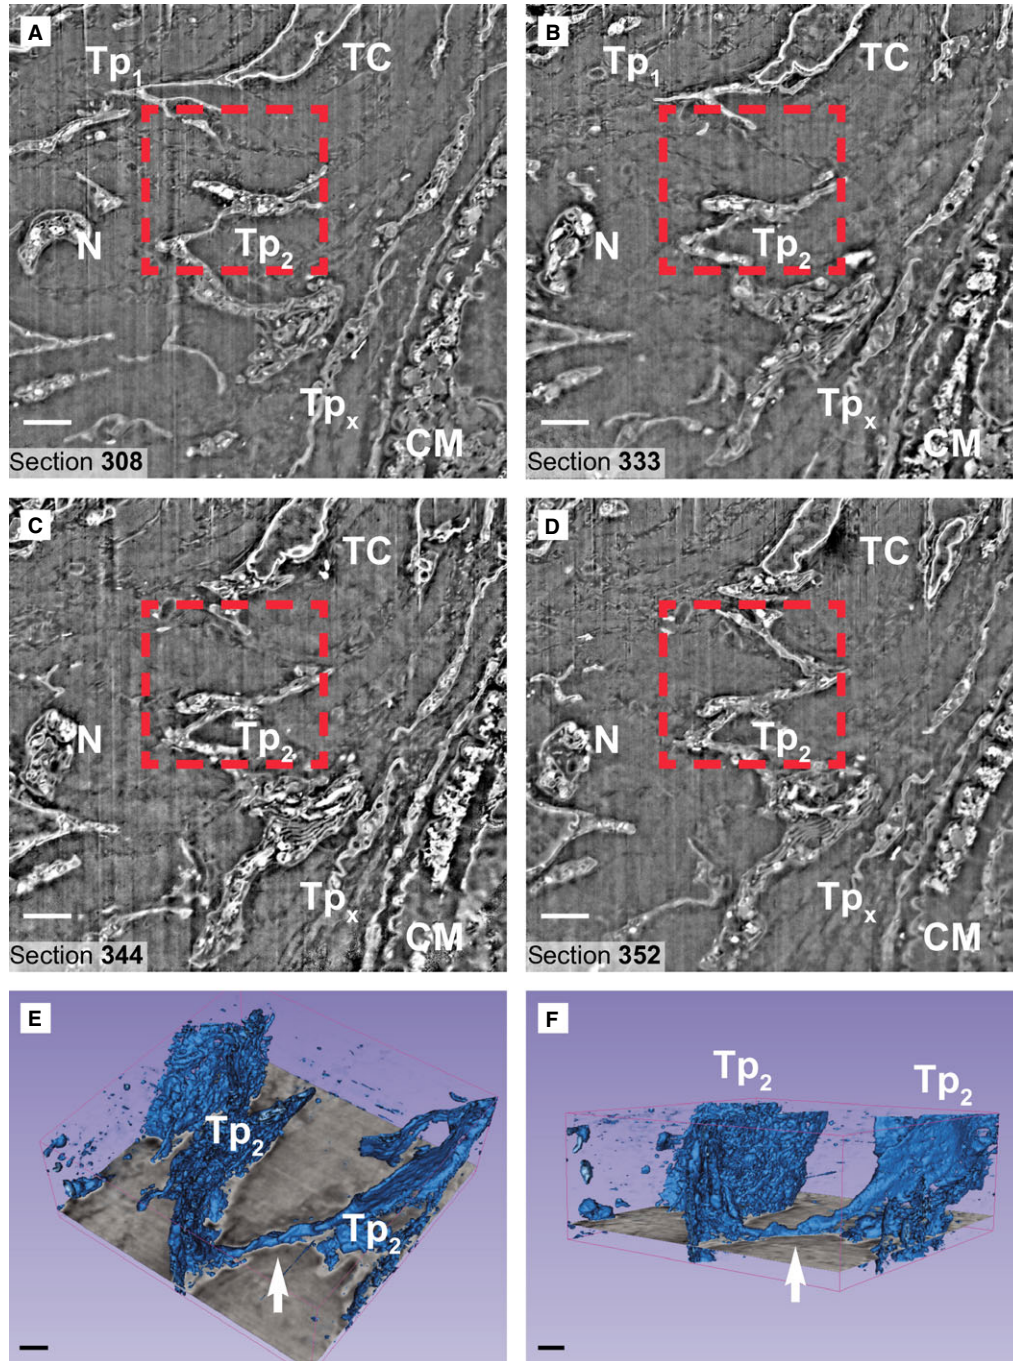 A
Tp1
TC
N
Tp2
Tpx
CM
Section 308
B
Tp1
TC
N
Tp2
Tpx
CM
Section 333
C
TC
N
Tp2
Tpx
CM
Section 344
D
TC
N
Tp2
Tpx
CM
Section 352
E
Tp2
Tp2
F
Tp2
Tp2